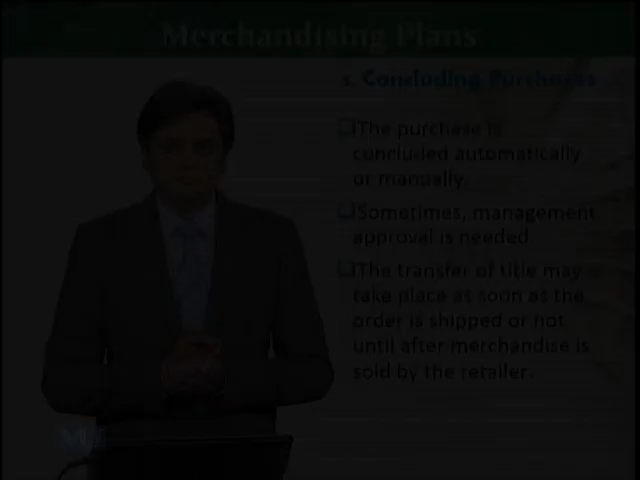 Merchandising Plans
5. Concluding Purchases
The purchase is
concluded automatically
or manually.
Sometimes, management
approval is needed
The transfer of title may
take place as soon as the
order is shipped or not
until after merchandise is
sold by the retailer.